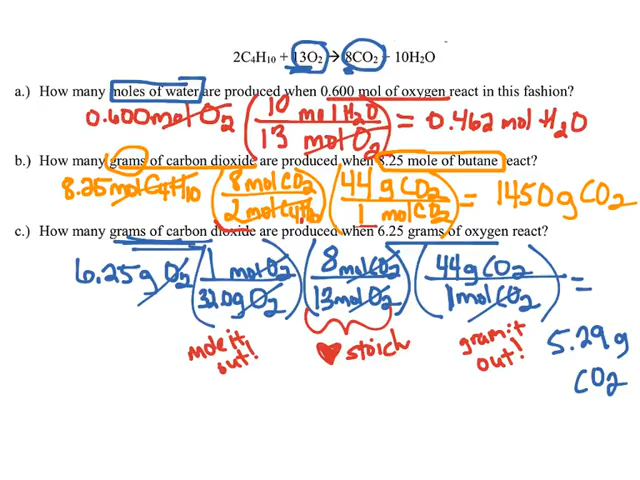 2C4H10 + 13O2 → 8CO2 + 10H2O
a.) How many moles of water are produced when 0.600 mol of oxygen react in this fashion?
0.600 mol O2 (10 mol H2O / 13 mol O2) = 0.462 mol H2O
b.) How many grams of carbon dioxide are produced when 8.25 mole of butane react?
8.25 mol C4H10 (8 mol CO2 / 2 mol C4H10) (44 g CO2 / 1 mol CO2) = 1450 g CO2
c.) How many grams of carbon dioxide are produced when 6.25 grams of oxygen react?
6.25 g O2 (1 mol O2 / 32.0 g O2) (8 mol CO2 / 13 mol O2) (44 g CO2 / 1 mol CO2) =
5.29 g
CO2
mole it
out!
♥ stoich
gram it
out!